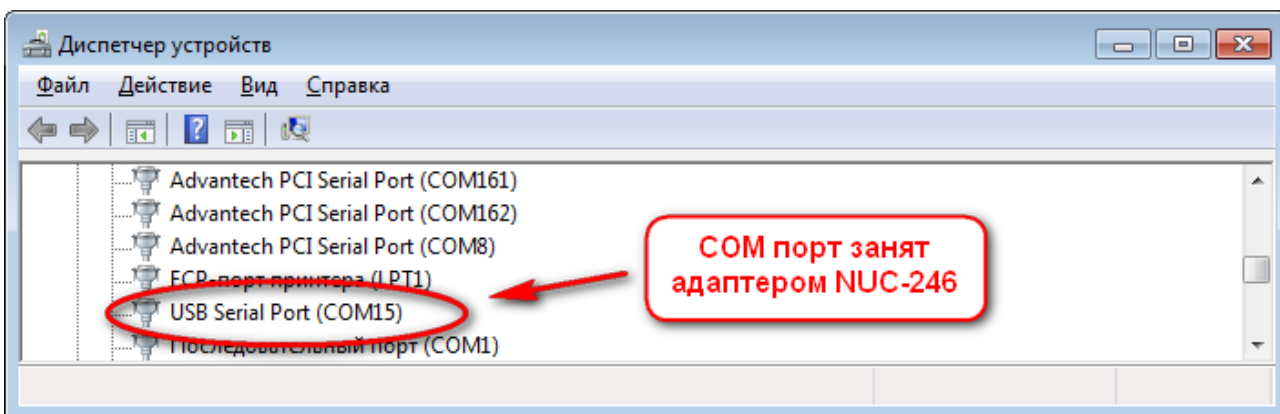 Диспетчер устройств
Файл Действие Вид Справка
Advantech PCI Serial Port (COM161)
Advantech PCI Serial Port (COM162)
Advantech PCI Serial Port (COM8)
ECP-порт принтера (LPT1)
USB Serial Port (COM15)
Последовательный порт (COM1)
COM порт занят
адаптером NUC-246